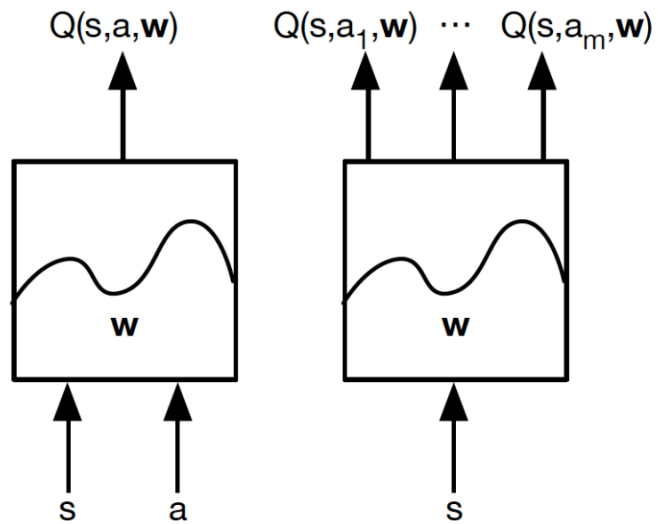 Q(s,a,w)
Q(s,a₁,w) ··· Q(s,aₘ,w)
w
w
s a
s